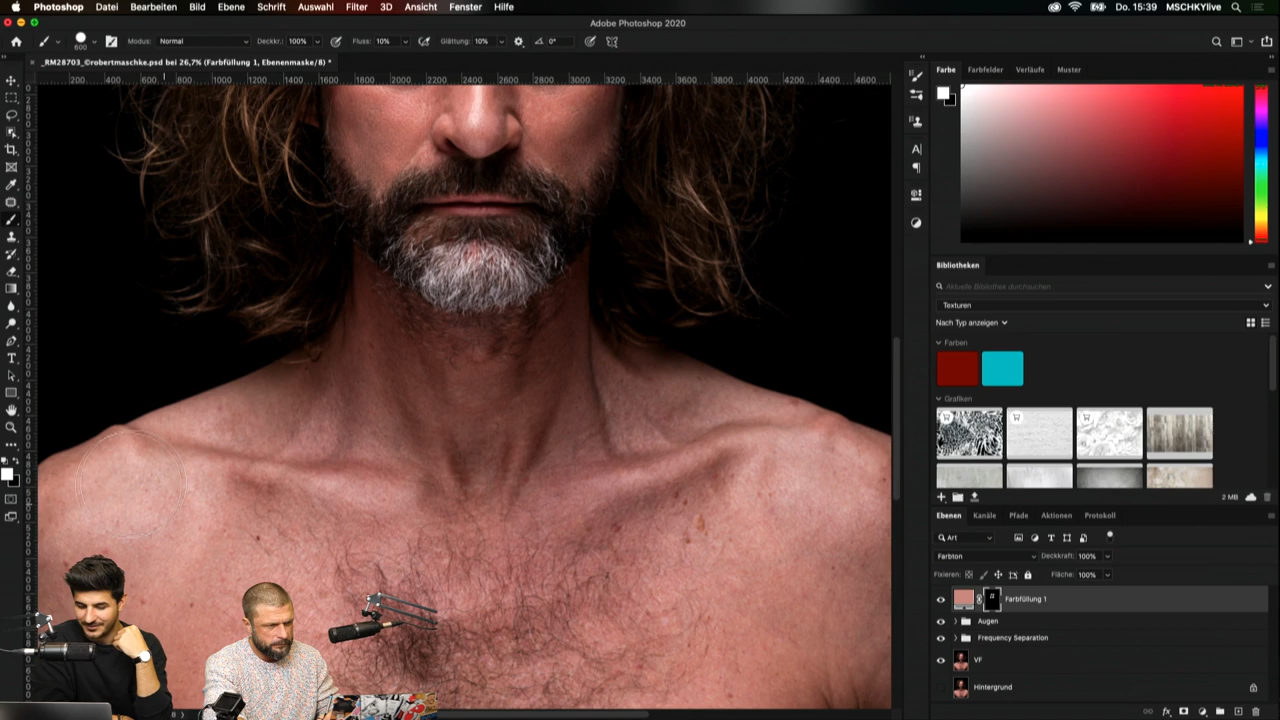 Photoshop Datei Bearbeiten Bild Ebene Schrift Auswahl Filter 3D Ansicht Fenster Hilfe Do. 15:39 MSCHKYlive
Adobe Photoshop 2020
600 Modus: Normal Deckkr.: 100% Fluss: 10% Glättung: 10% 0°
_RM28703_©robertmaschke.psd bei 26,7% (Farbfüllung 1, Ebenenmaske/8) *
200 400 600 800 1000 1200 1400 1600 1800 2000 2200 2400 2600 2800 3000 3200 3400 3600 3800 4000 4200 4400 4600
Farbe Farbfelder Verläufe Muster
Bibliotheken
Aktuelle Bibliothek durchsuchen
Texturen
Nach Typ anzeigen
Farben
Grafiken
2 MB
Ebenen Kanäle Pfade Aktionen Protokoll
Art
Farbton Deckkraft: 100%
Fixieren: Fläche: 100%
Farbfüllung 1
Augen
Frequency Separation
VF
Hintergrund